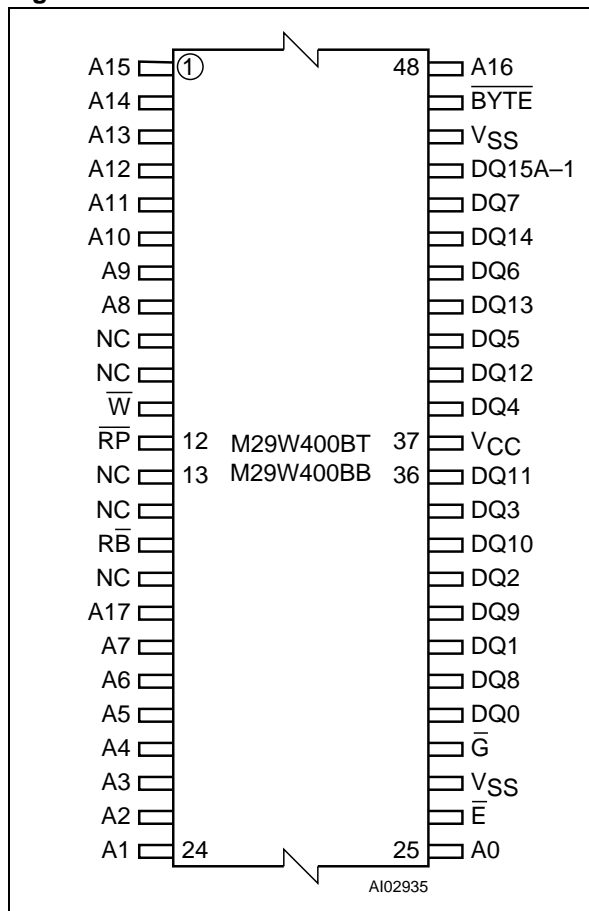 A15 ① 48 A16
A14 B̅Y̅T̅E̅
A13 VSS
A12 DQ15A–1
A11 DQ7
A10 DQ14
A9 DQ6
A8 DQ13
NC DQ5
NC DQ12
W̅ DQ4
R̅P̅ 12 M29W400BT 37 VCC
NC 13 M29W400BB 36 DQ11
NC DQ3
RB̅ DQ10
NC DQ2
A17 DQ9
A7 DQ1
A6 DQ8
A5 DQ0
A4 G̅
A3 VSS
A2 E̅
A1 24 25 A0
AI02935